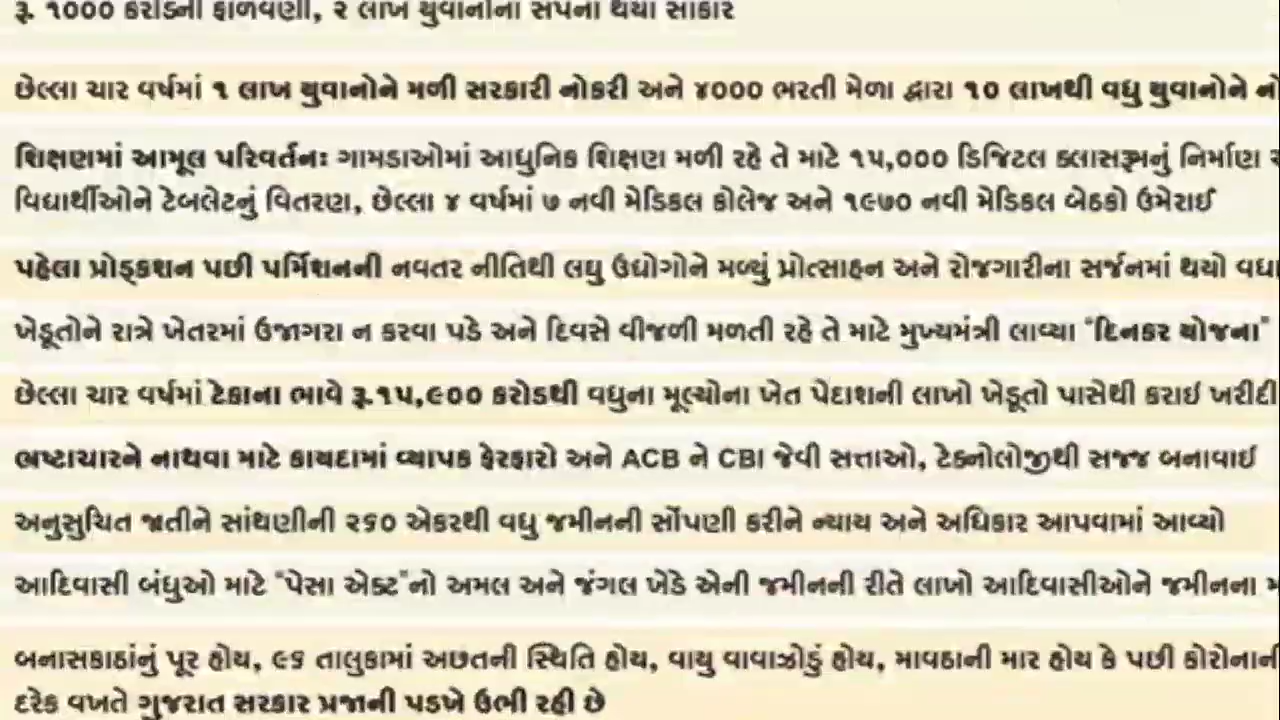 રૂ. ૧૦૦૦ કરોડની ફાળવણી, ૨ લાખ યુવાનોના સપના થયા સાકાર
છેલ્લા ચાર વર્ષમાં ૧ લાખ યુવાનોને મળી સરકારી નોકરી અને ૪૦૦૦ ભરતી મેળા દ્વારા ૧૦ લાખથી વધુ યુવાનોને
શિક્ષણમાં આમૂલ પરિવર્તનઃ ગામડાઓમાં આધુનિક શિક્ષણ મળી રહે તે માટે ૧૫,૦૦૦ ડિજિટલ ક્લાસરૂમનું નિર્માણ
વિદ્યાર્થીઓને ટેબલેટનું વિતરણ, છેલ્લા ૪ વર્ષમાં ૭ નવી મેડિકલ કોલેજ અને ૧૯૭૦ નવી મેડિકલ બેઠકો ઉમેરાઈ
પહેલા પ્રોડ્ક્શન પછી પર્મિશનની નવતર નીતિથી લઘુ ઉદ્યોગોને મળ્યું પ્રોત્સાહન અને રોજગારીના સર્જનમાં થયો
ખેડૂતોને રાત્રે ખેતરમાં ઉજાગરા ન કરવા પડે અને દિવસે વીજળી મળતી રહે તે માટે મુખ્યમંત્રી લાવ્યા "દિનકર યોજના"
છેલ્લા ચાર વર્ષમાં ટેકાના ભાવે રૂ.૧૫,૯૦૦ કરોડથી વધુના મૂલ્યોના ખેત પેદાશની લાખો ખેડૂતો પાસેથી કરાઇ ખરીદી
ભ્રષ્ટાચારને નાથવા માટે કાયદામાં વ્યાપક ફેરફારો અને ACB ને CBI જેવી સત્તાઓ, ટેક્નોલોજીથી સજ્જ બનાવાઈ
અનુસુચિત જાતીને સાંથણીની ૨૬૦ એકરથી વધુ જમીનની સોંપણી કરીને ન્યાય અને અધિકાર આપવામાં આવ્યો
આદિવાસી બંધુઓ માટે "પેસા એક્ટ"નો અમલ અને જંગલ ખેડે એની જમીનની રીતે લાખો આદિવાસીઓને જમીનના
બનાસકાઠાંનું પૂર હોય, ૯૬ તાલુકામાં અછતની સ્થિતિ હોય, વાયુ વાવાઝોડું હોય, માવઠાની માર હોય કે પછી કોરોનાની
દરેક વખતે ગુજરાત સરકાર પ્રજાની પડખે ઉભી રહી છે